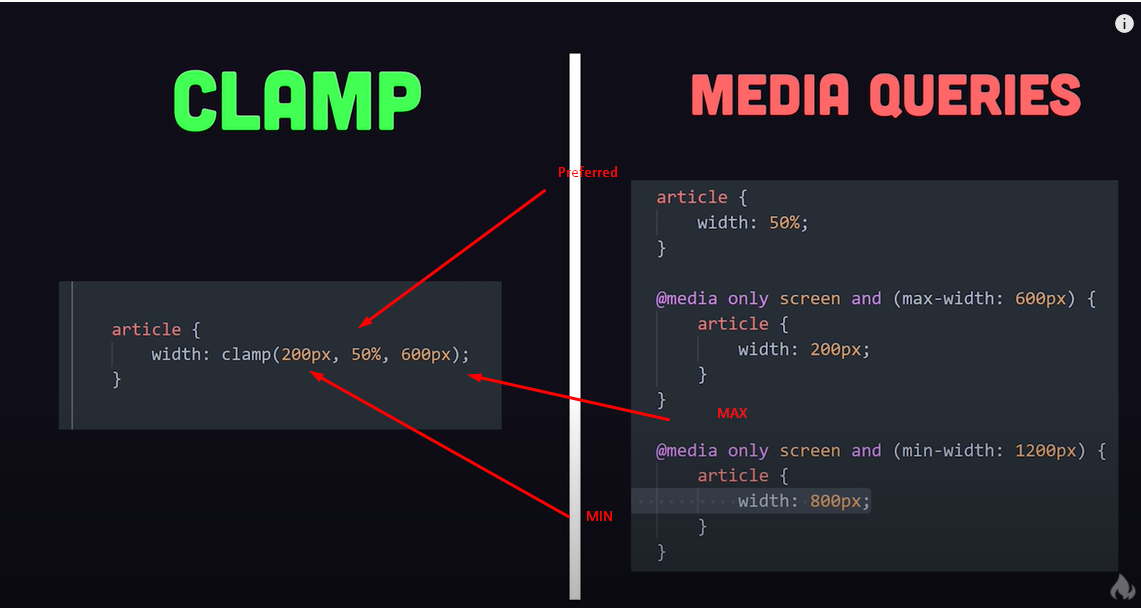 CLAMP
article {
width: clamp(200px, 50%, 600px);
}
Preferred
MAX
MIN
MEDIA QUERIES
article {
width: 50%;
}
@media only screen and (max-width: 600px) {
article {
width: 200px;
}
}
@media only screen and (min-width: 1200px) {
article {
width: 800px;
}
}
i